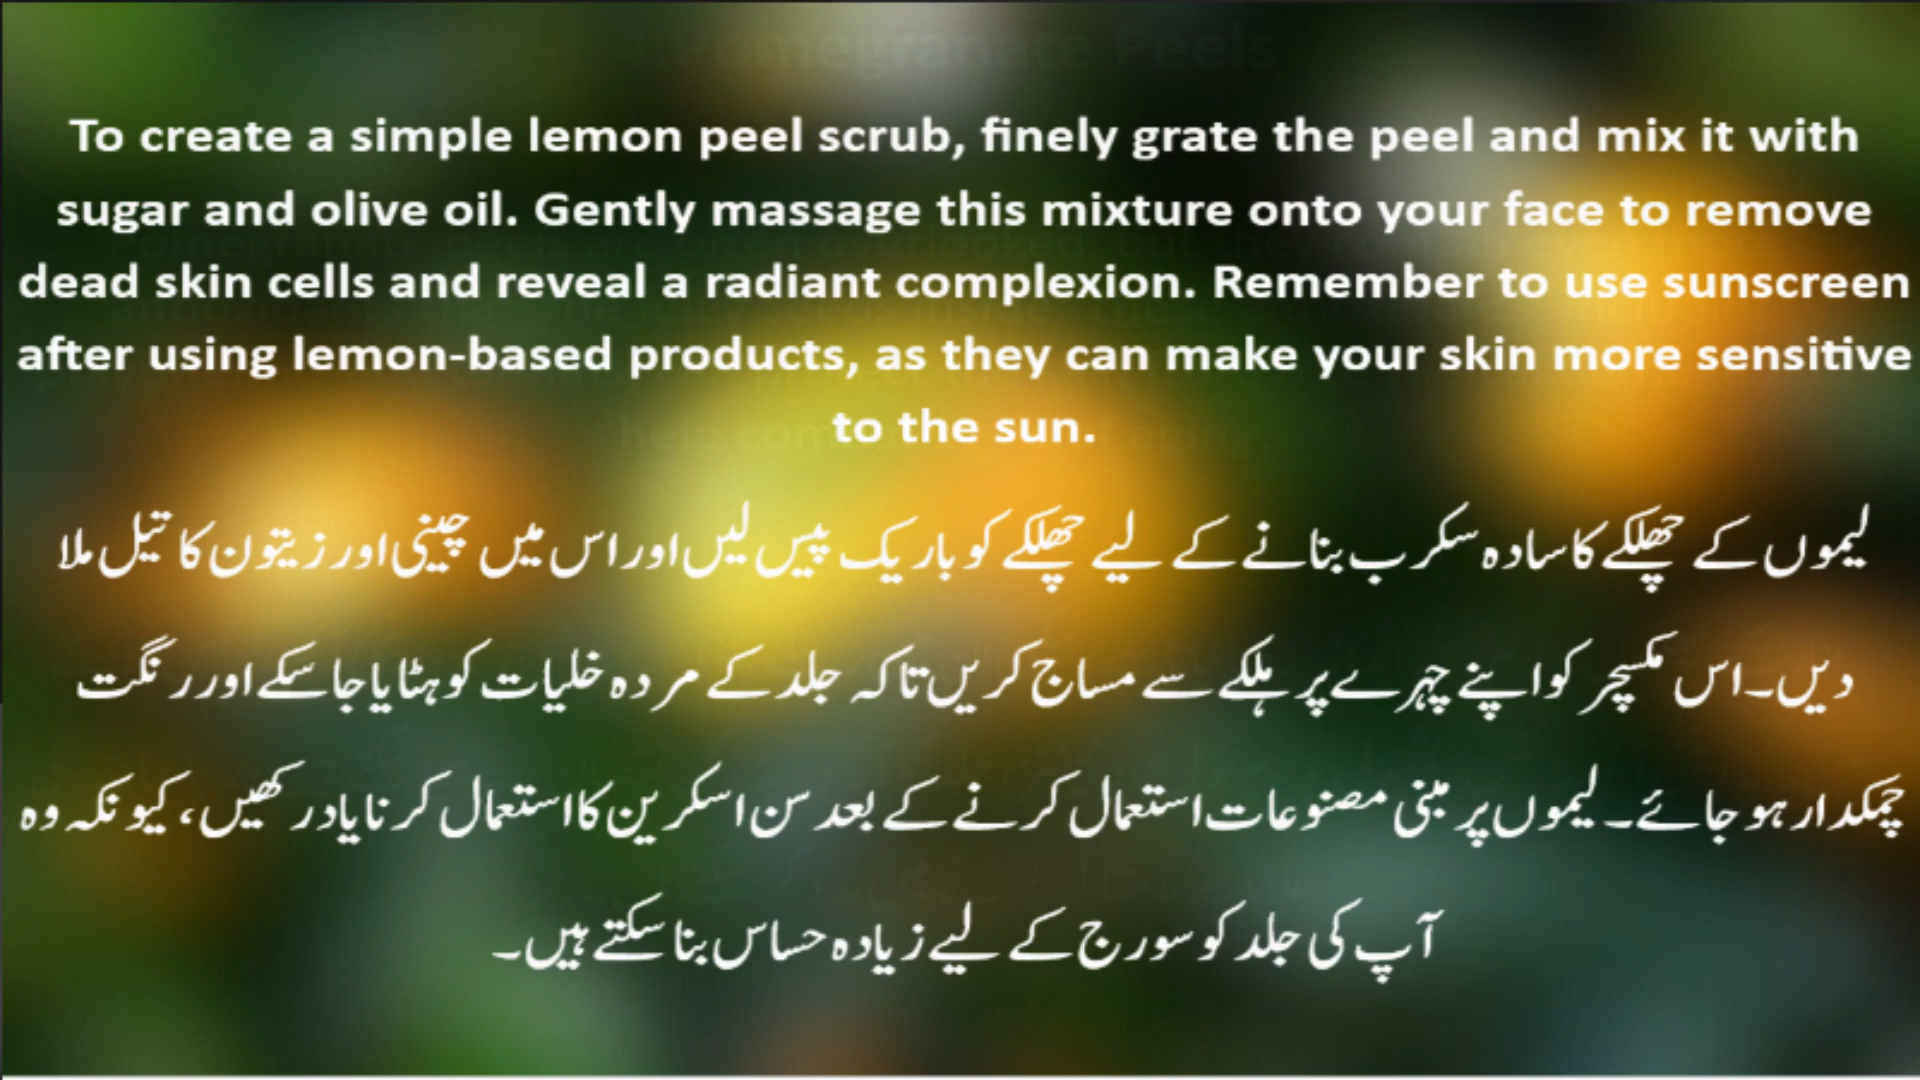 4.Pomegranate Peels
To create a simple lemon peel scrub, finely grate the peel and mix it with
sugar and olive oil. Gently massage this mixture onto your face to remove
dead skin cells and reveal a radiant complexion. Remember to use sunscreen
after using lemon-based products, as they can make your skin more sensitive
to the sun.
لیموں کے چھلکے کا سادہ سکرب بنانے کے لیے چھلکے کو باریک پیس لیں اور اس میں چینی اور زیتون کا تیل ملا
دیں۔ اس مکسچر کو اپنے چہرے پر ہلکے سے مساج کریں تاکہ جلد کے مردہ خلیات کو ہٹایا جا سکے اور رنگت
چمکدار ہو جائے۔ لیموں پر مبنی مصنوعات استعمال کرنے کے بعد سن اسکرین کا استعمال کرنا یاد رکھیں، کیونکہ وہ
آپ کی جلد کو سورج کے لیے زیادہ حساس بنا سکتے ہیں۔